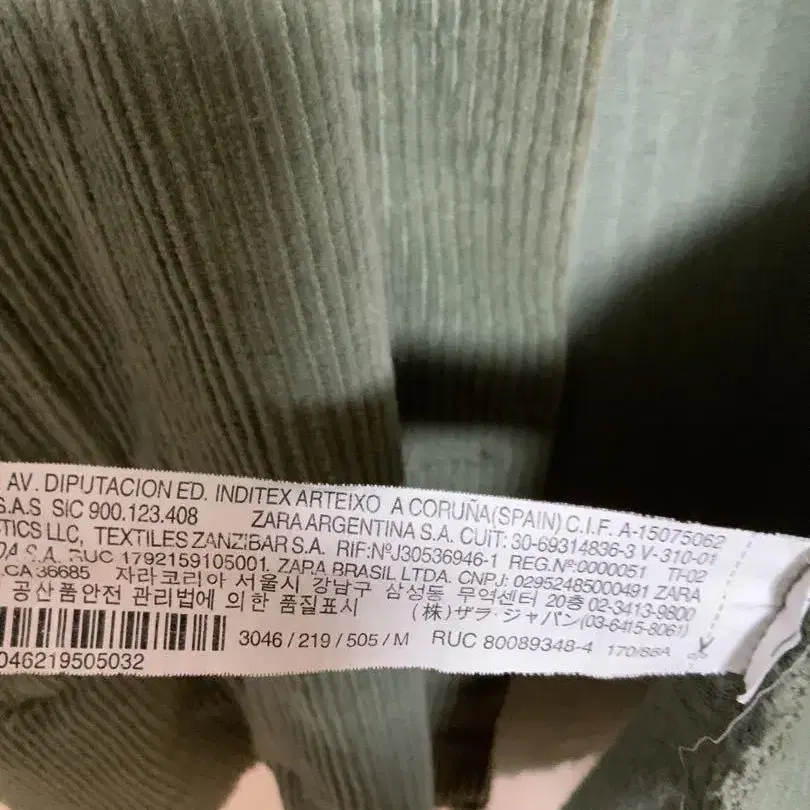 AV. DIPUTACION ED. INDITEX ARTEIXO A CORUÑA(SPAIN) C.I.F. A-15075062
S.A.S SIC 900.123.408 ZARA ARGENTINA S.A. CUIT: 30-69314836-3 V-310-01
LLC, TEXTILES ZANZIBAR S.A. RIF:NºJ30536946-1 REG.Nº:0000051 TI-02
S.A. RUC 1792159105001 ZARA BRASIL LTDA. CNPJ: 02952485000491 ZARA
CA 36685 자라코리아 서울시 강남구 삼성동 무역센터 20층 02-3413-9800
공산품안전 관리법에 의한 품질표시 (株)ザラ・ジャパン(03-6415-8061)
3046 / 219 / 505 / M RUC 80089348-4 170/88A
046219505032